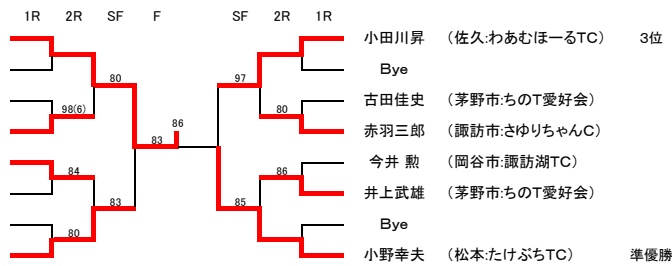 1R 2R SF F SF 2R 1R
小田川昇 （佐久:わあむほーるTC） 3位
80 97
Bye
98(6) 80 古田佳史 （茅野市:ちのT愛好会）
86
83 赤羽三郎 （諏訪市:さゆりちゃんC）
今井 勲 （岡谷市:諏訪湖TC）
84 86
井上武雄 （茅野市:ちのT愛好会）
83 85
Bye
80
小野幸夫 （松本:たけぶちTC） 準優勝